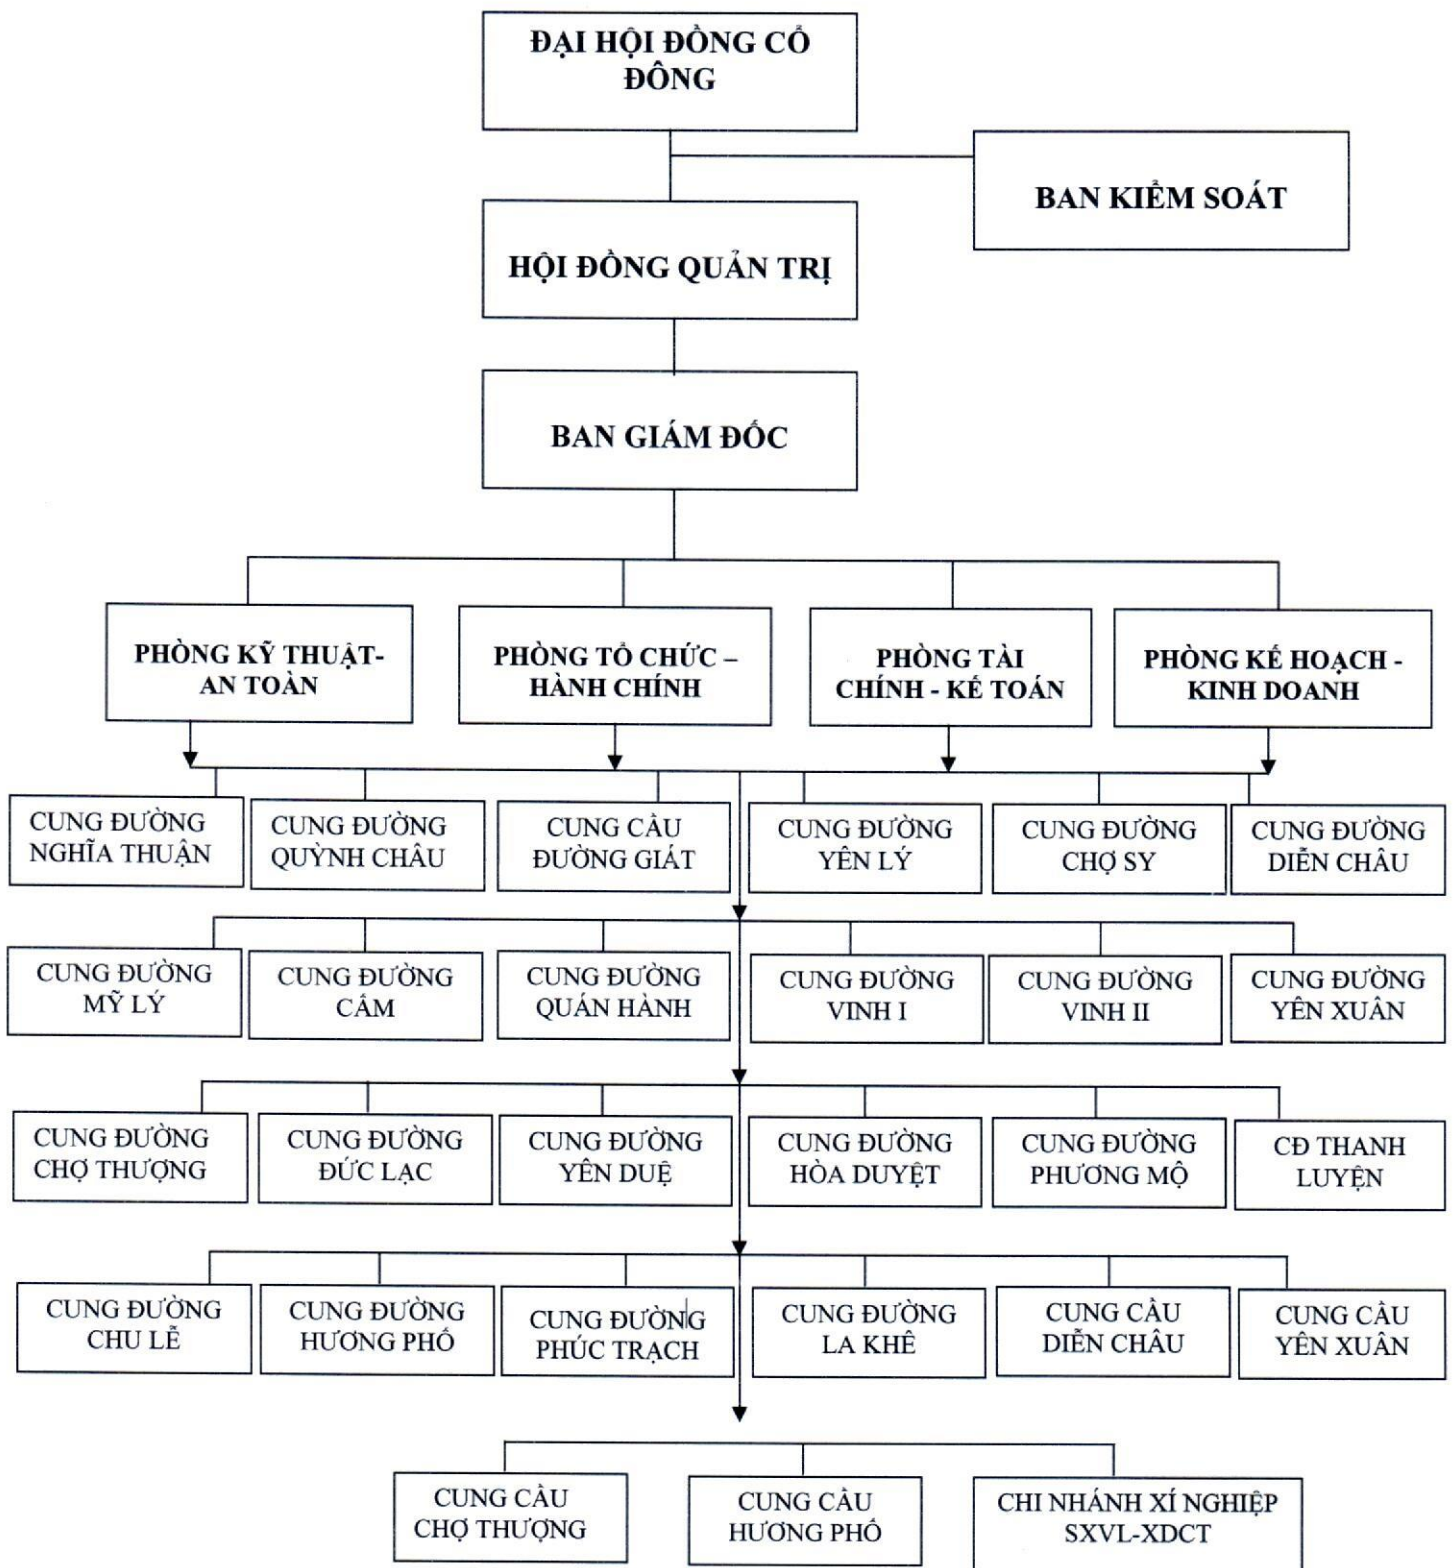 ĐẠI HỘI ĐỒNG CỔ
ĐÔNG
BAN KIỂM SOÁT
HỘI ĐỒNG QUẢN TRỊ
BAN GIÁM ĐỐC
PHÒNG KỸ THUẬT-
AN TOÀN
PHÒNG TỔ CHỨC –
HÀNH CHÍNH
PHÒNG TÀI
CHÍNH - KẾ TOÁN
PHÒNG KẾ HOẠCH -
KINH DOANH
CUNG ĐƯỜNG
NGHĨA THUẬN
CUNG ĐƯỜNG
QUỲNH CHÂU
CUNG CẦU
ĐƯỜNG GIÁT
CUNG ĐƯỜNG
YÊN LÝ
CUNG ĐƯỜNG
CHỢ SY
CUNG ĐƯỜNG
DIỄN CHÂU
CUNG ĐƯỜNG
MỸ LÝ
CUNG ĐƯỜNG
CẤM
CUNG ĐƯỜNG
QUÁN HÀNH
CUNG ĐƯỜNG
VINH I
CUNG ĐƯỜNG
VINH II
CUNG ĐƯỜNG
YÊN XUÂN
CUNG ĐƯỜNG
CHỢ THƯỢNG
CUNG ĐƯỜNG
ĐỨC LẠC
CUNG ĐƯỜNG
YÊN DUỆ
CUNG ĐƯỜNG
HÒA DUYỆT
CUNG ĐƯỜNG
PHƯƠNG MỘ
CĐ THANH
LUYỆN
CUNG ĐƯỜNG
CHU LỄ
CUNG ĐƯỜNG
HƯƠNG PHỐ
CUNG ĐƯỜNG
PHÚC TRẠCH
CUNG ĐƯỜNG
LA KHÊ
CUNG CẦU
DIỄN CHÂU
CUNG CẦU
YÊN XUÂN
CUNG CẦU
CHỢ THƯỢNG
CUNG CẦU
HƯƠNG PHỐ
CHI NHÁNH XÍ NGHIỆP
SXVL-XDCT